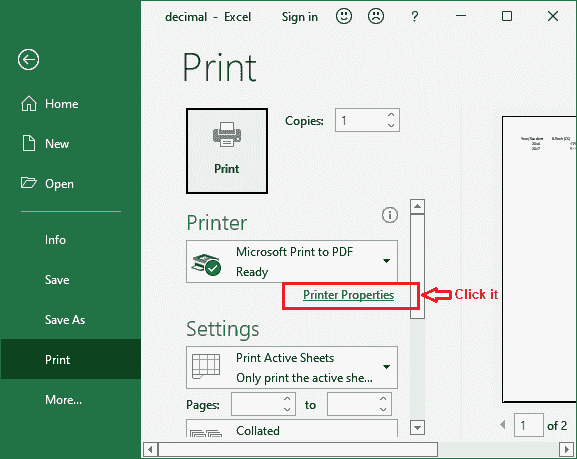 decimal - Excel
Sign in
?
Print
Home
New
Open
Info
Save
Save As
Print
More...
Print
Copies: 1
Printer
Microsoft Print to PDF
Ready
Printer Properties
Click it
Settings
Print Active Sheets
Only print the active she...
Pages: to
Collated
1 of 2